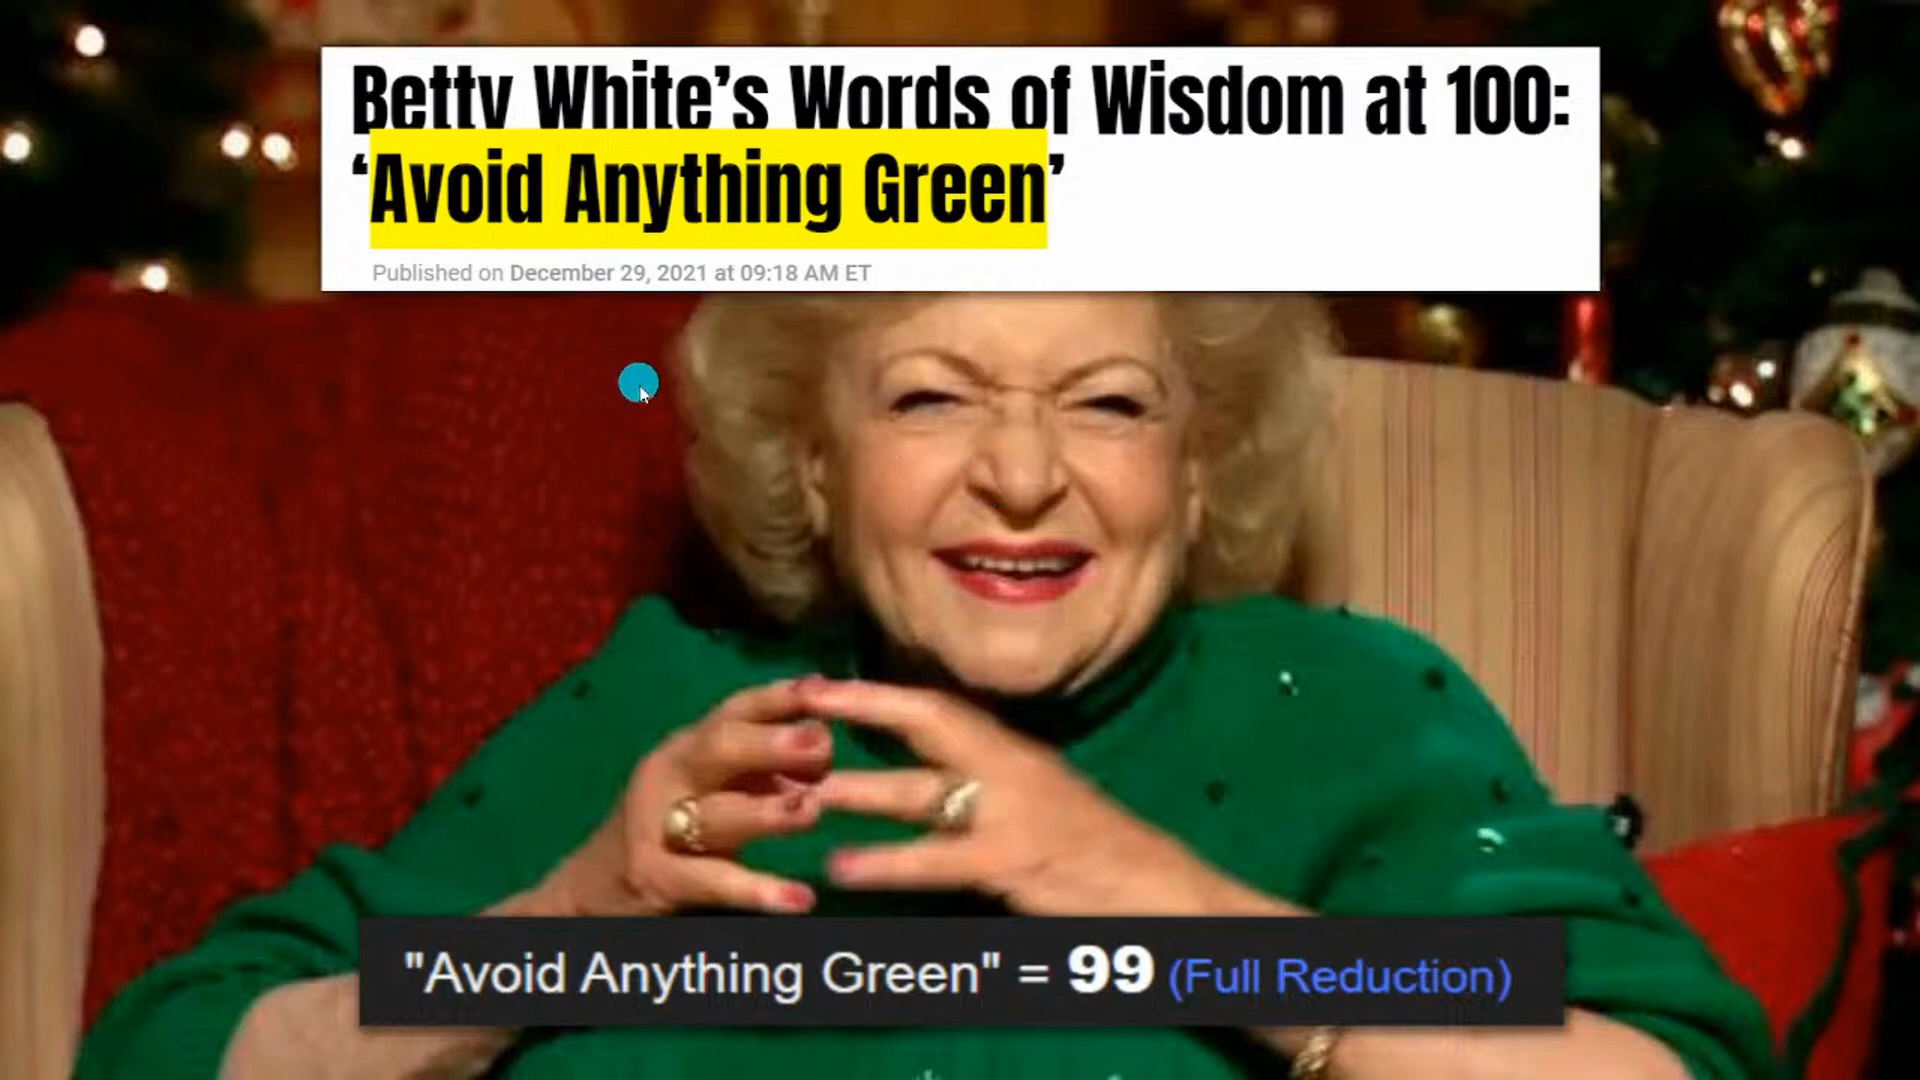 Betty White’s Words of Wisdom at 100:
‘Avoid Anything Green’
Published on December 29, 2021 at 09:18 AM ET
"Avoid Anything Green" = 99 (Full Reduction)